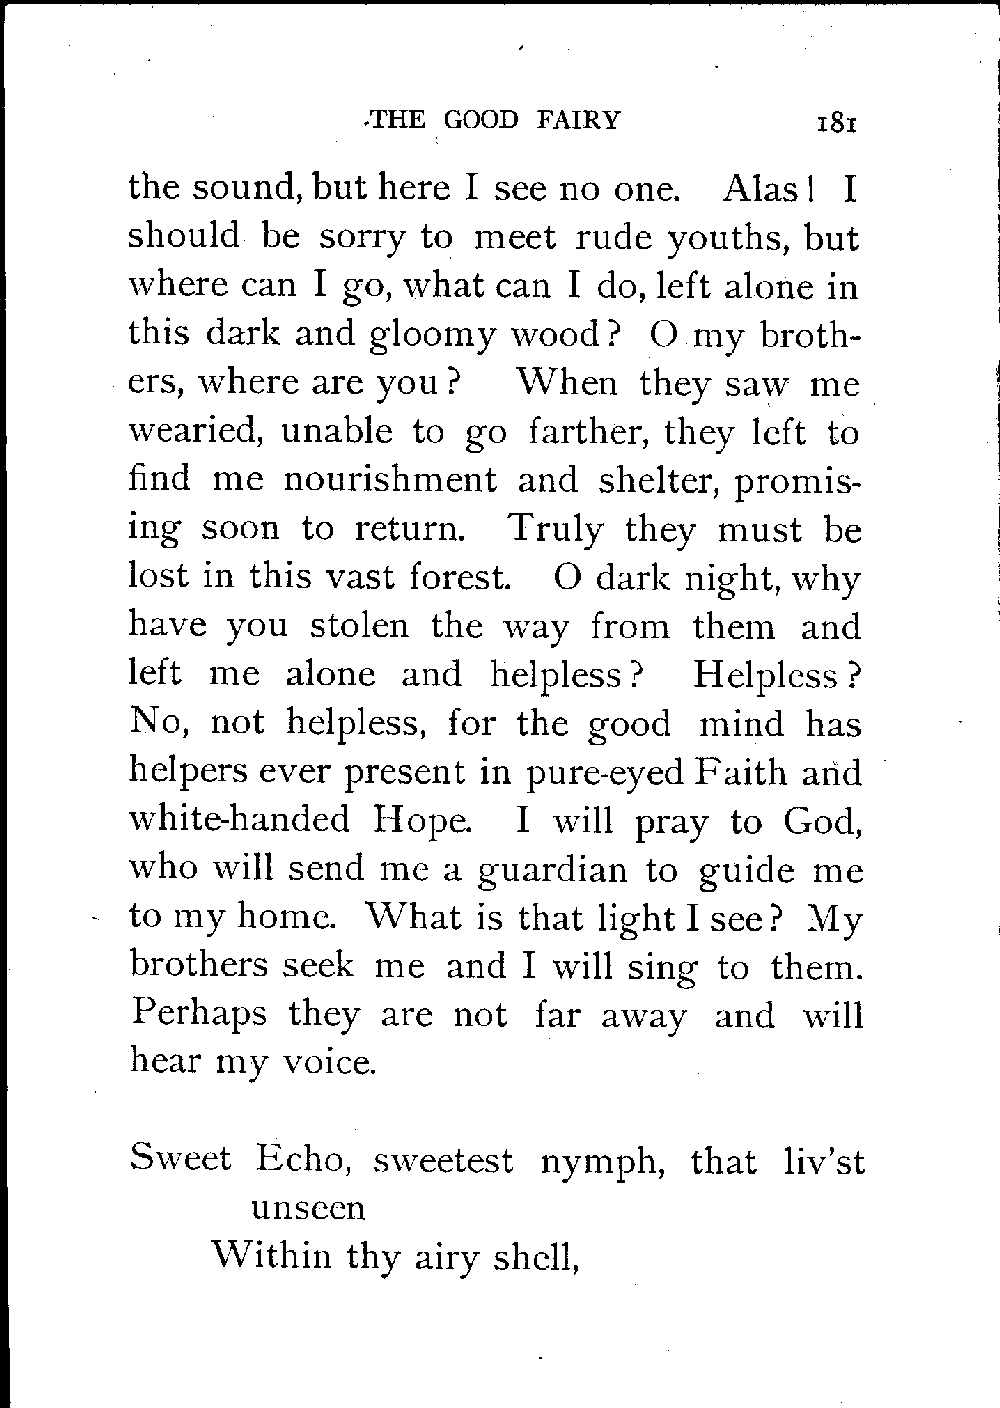 THE GOOD FAIRY 181
the sound, but here I see no one. Alas! I
should be sorry to meet rude youths, but
where can I go, what can I do, left alone in
this dark and gloomy wood? O my broth-
ers, where are you? When they saw me
wearied, unable to go farther, they left to
find me nourishment and shelter, promis-
ing soon to return. Truly they must be
lost in this vast forest. O dark night, why
have you stolen the way from them and
left me alone and helpless? Helpless?
No, not helpless, for the good mind has
helpers ever present in pure-eyed Faith and
white-handed Hope. I will pray to God,
who will send me a guardian to guide me
to my home. What is that light I see? My
brothers seek me and I will sing to them.
Perhaps they are not far away and will
hear my voice.
Sweet Echo, sweetest nymph, that liv'st
unseen
Within thy airy shell,